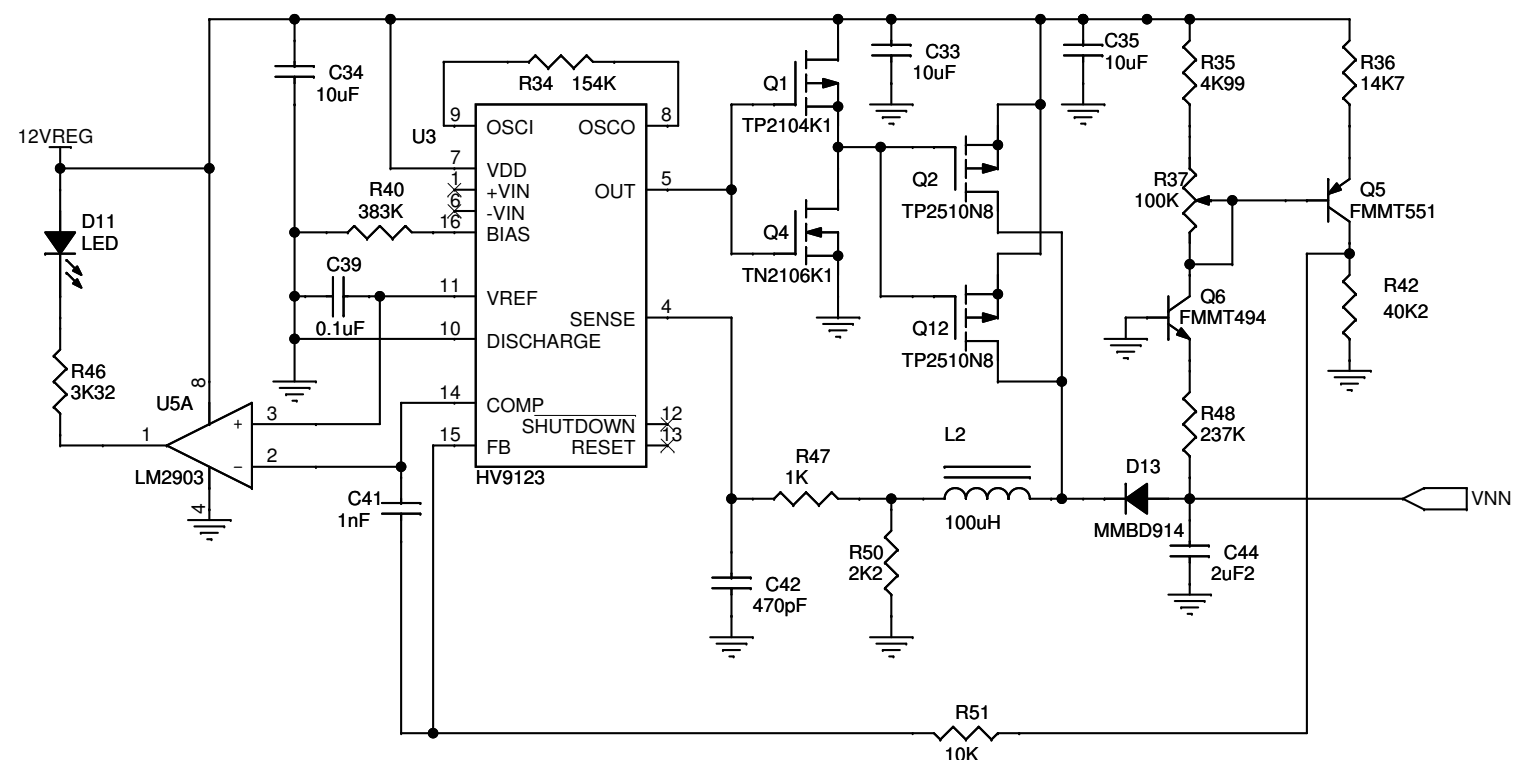 C34
10uF
R34 154K
C33
10uF
C35
10uF
R35
4K99
R36
14K7
Q1
TP2104K1
12VREG
U3
9
OSCI
OSCO
8
7
VDD
1
+VIN
6
-VIN
16
BIAS
OUT
5
R40
383K
Q2
TP2510N8
R37
100K
Q5
FMMT551
D11
LED
Q4
TN2106K1
C39
0.1uF
11
VREF
4
SENSE
10
DISCHARGE
Q12
TP2510N8
Q6
FMMT494
R42
40K2
R46
3K32
U5A
8
3
+
1
2
−
LM2903
4
14
COMP
SHUTDOWN
12
15
FB
RESET
13
HV9123
R48
237K
C41
1nF
R47
1K
L2
100uH
D13
MMBD914
VNN
R50
2K2
C42
470pF
C44
2uF2
R51
10K